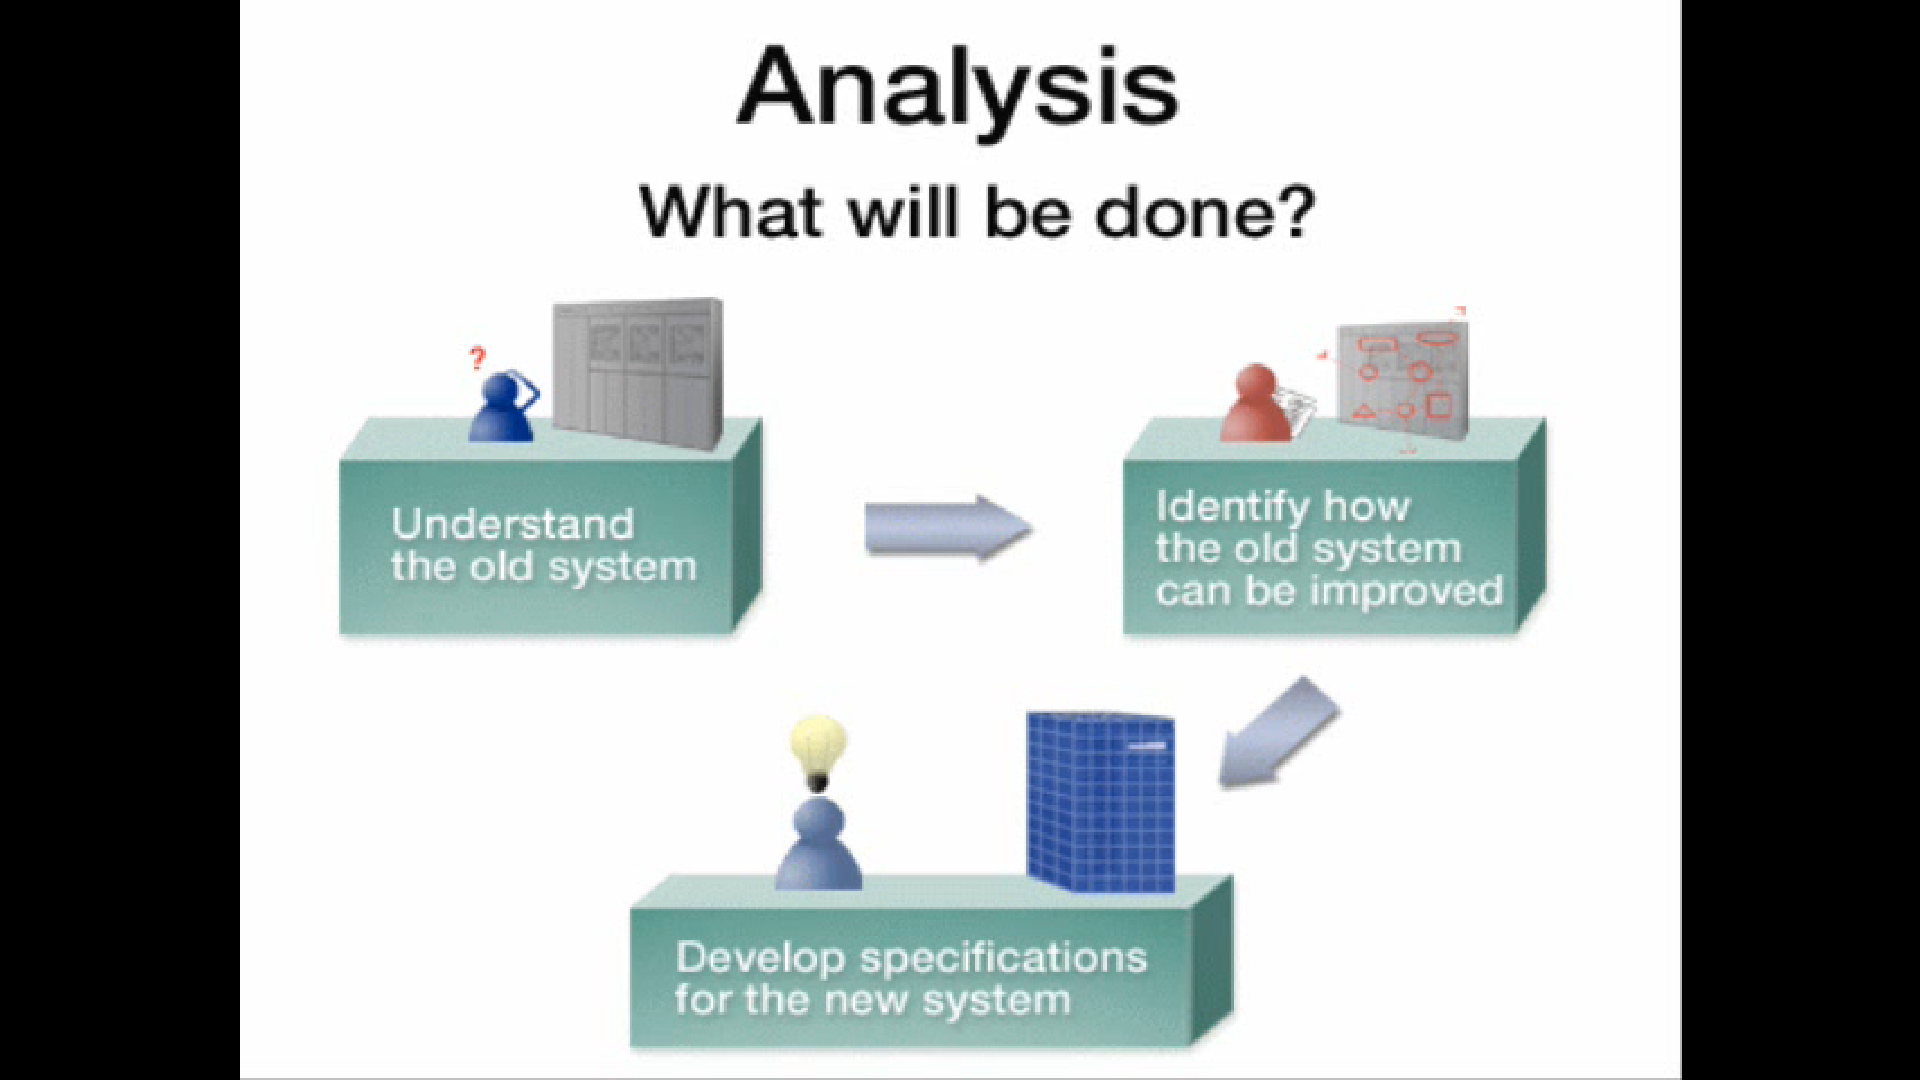 Analysis
What will be done?
?
Understand
the old system
Identify how
the old system
can be improved
Develop specifications
for the new system